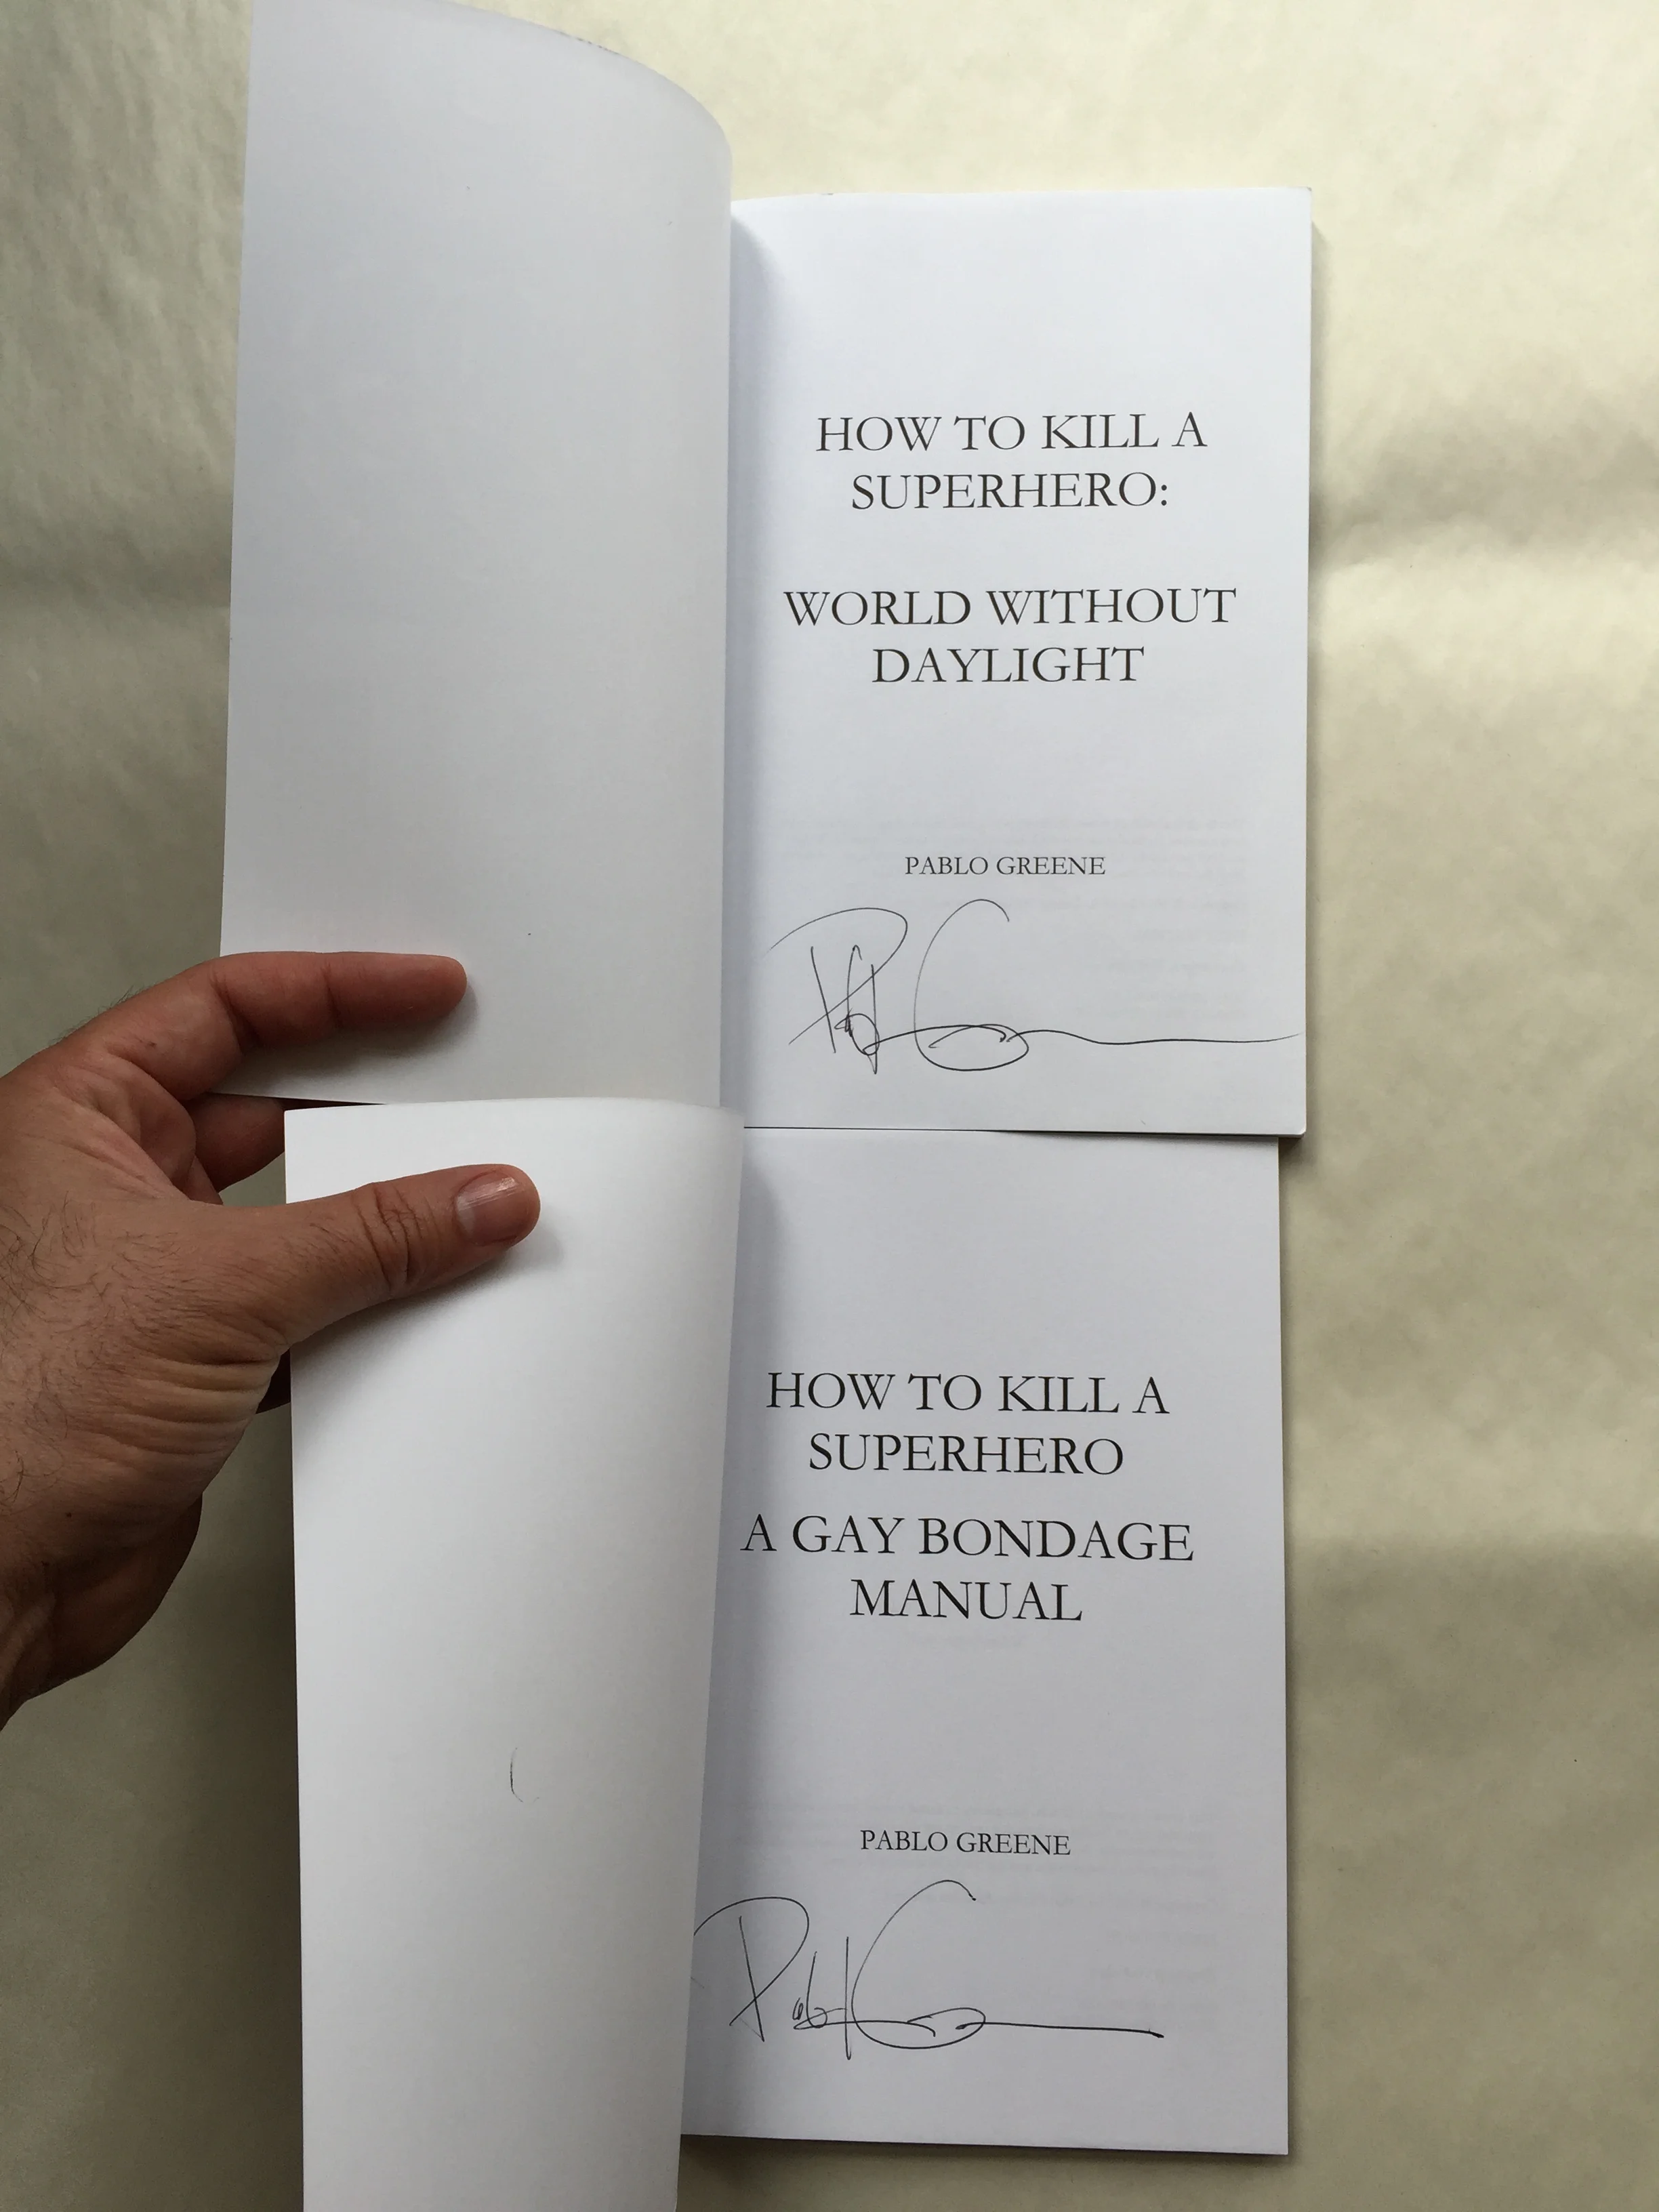 HOW TO KILL A
SUPERHERO:
WORLD WITHOUT
DAYLIGHT
PABLO GREENE
HOW TO KILL A
SUPERHERO
A GAY BONDAGE
MANUAL
PABLO GREENE